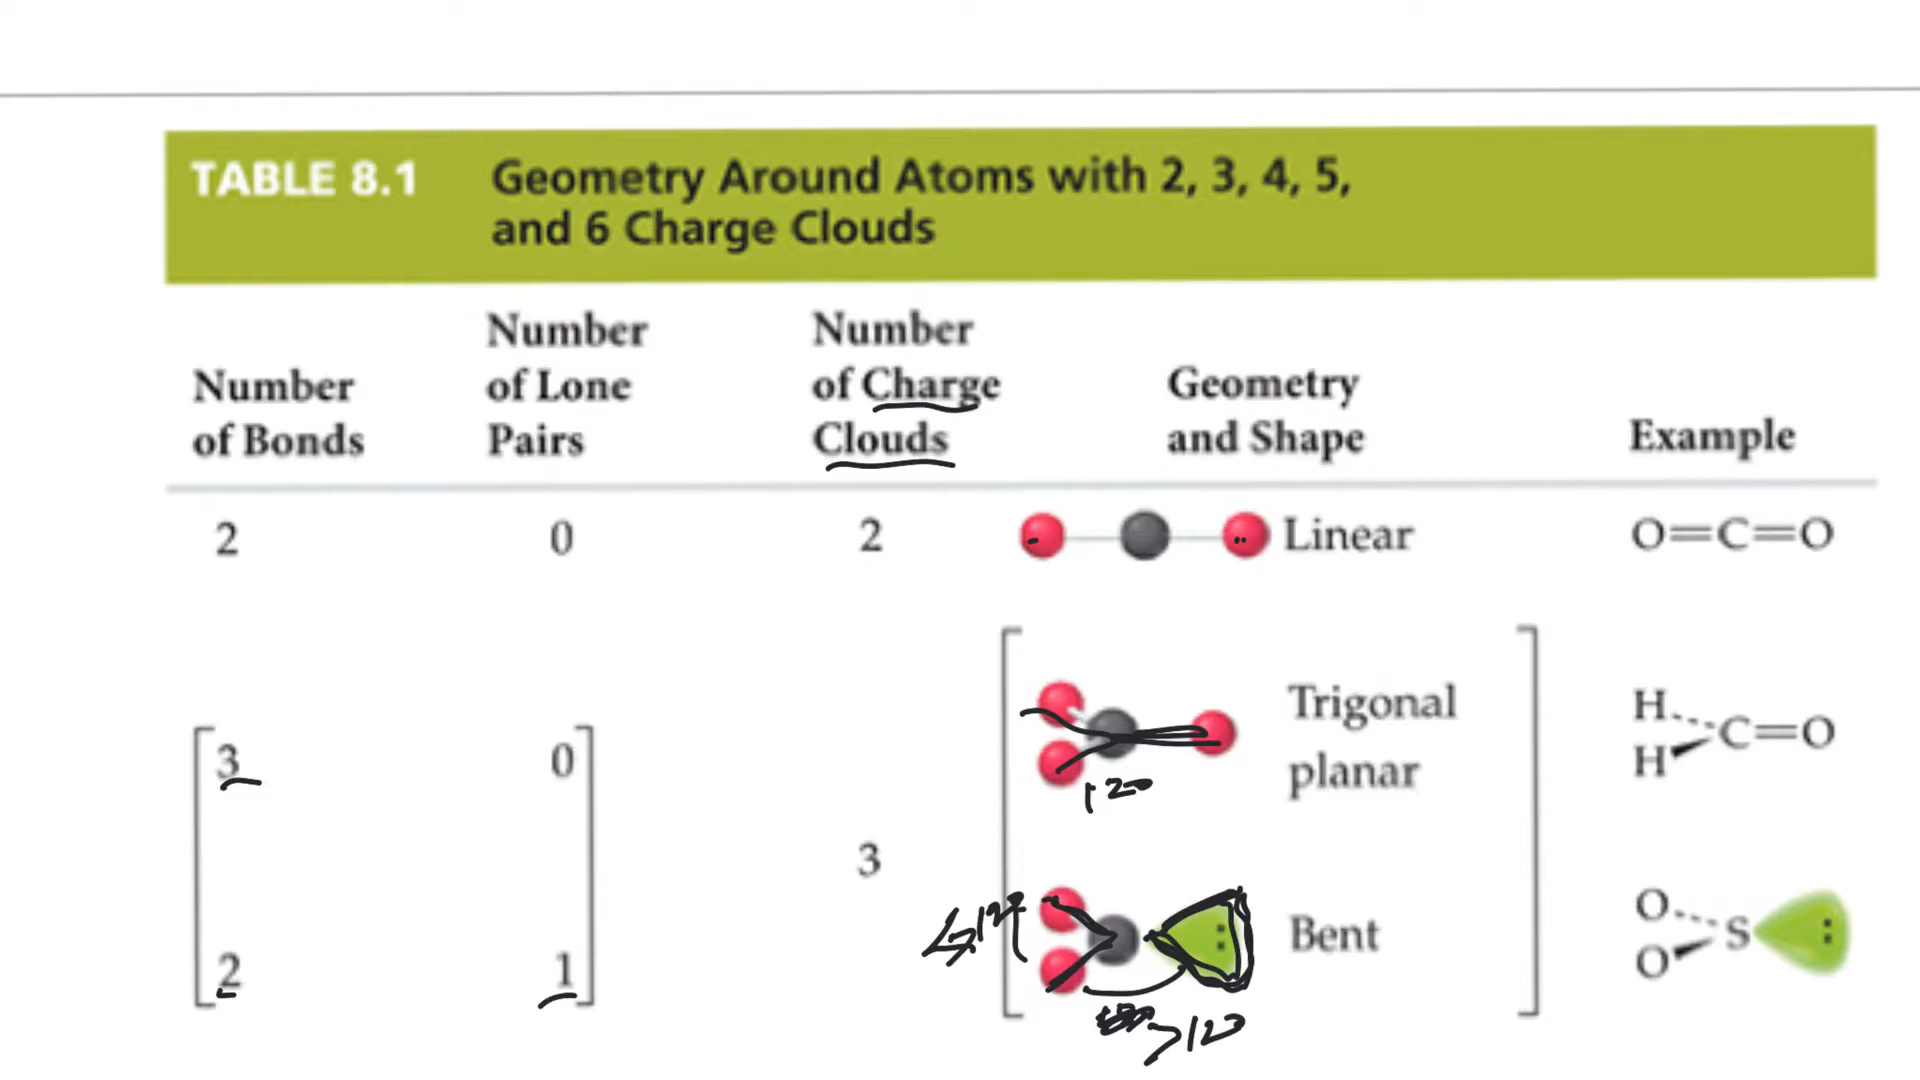 TABLE 8.1 Geometry Around Atoms with 2, 3, 4, 5,
and 6 Charge Clouds
Number of Bonds
Number of Lone Pairs
Number of Charge Clouds
Geometry and Shape
Example
2 0 2 Linear O=C=O
3 0 Trigonal planar H H C=O
120
3
2 1 Bent O O S :
>120